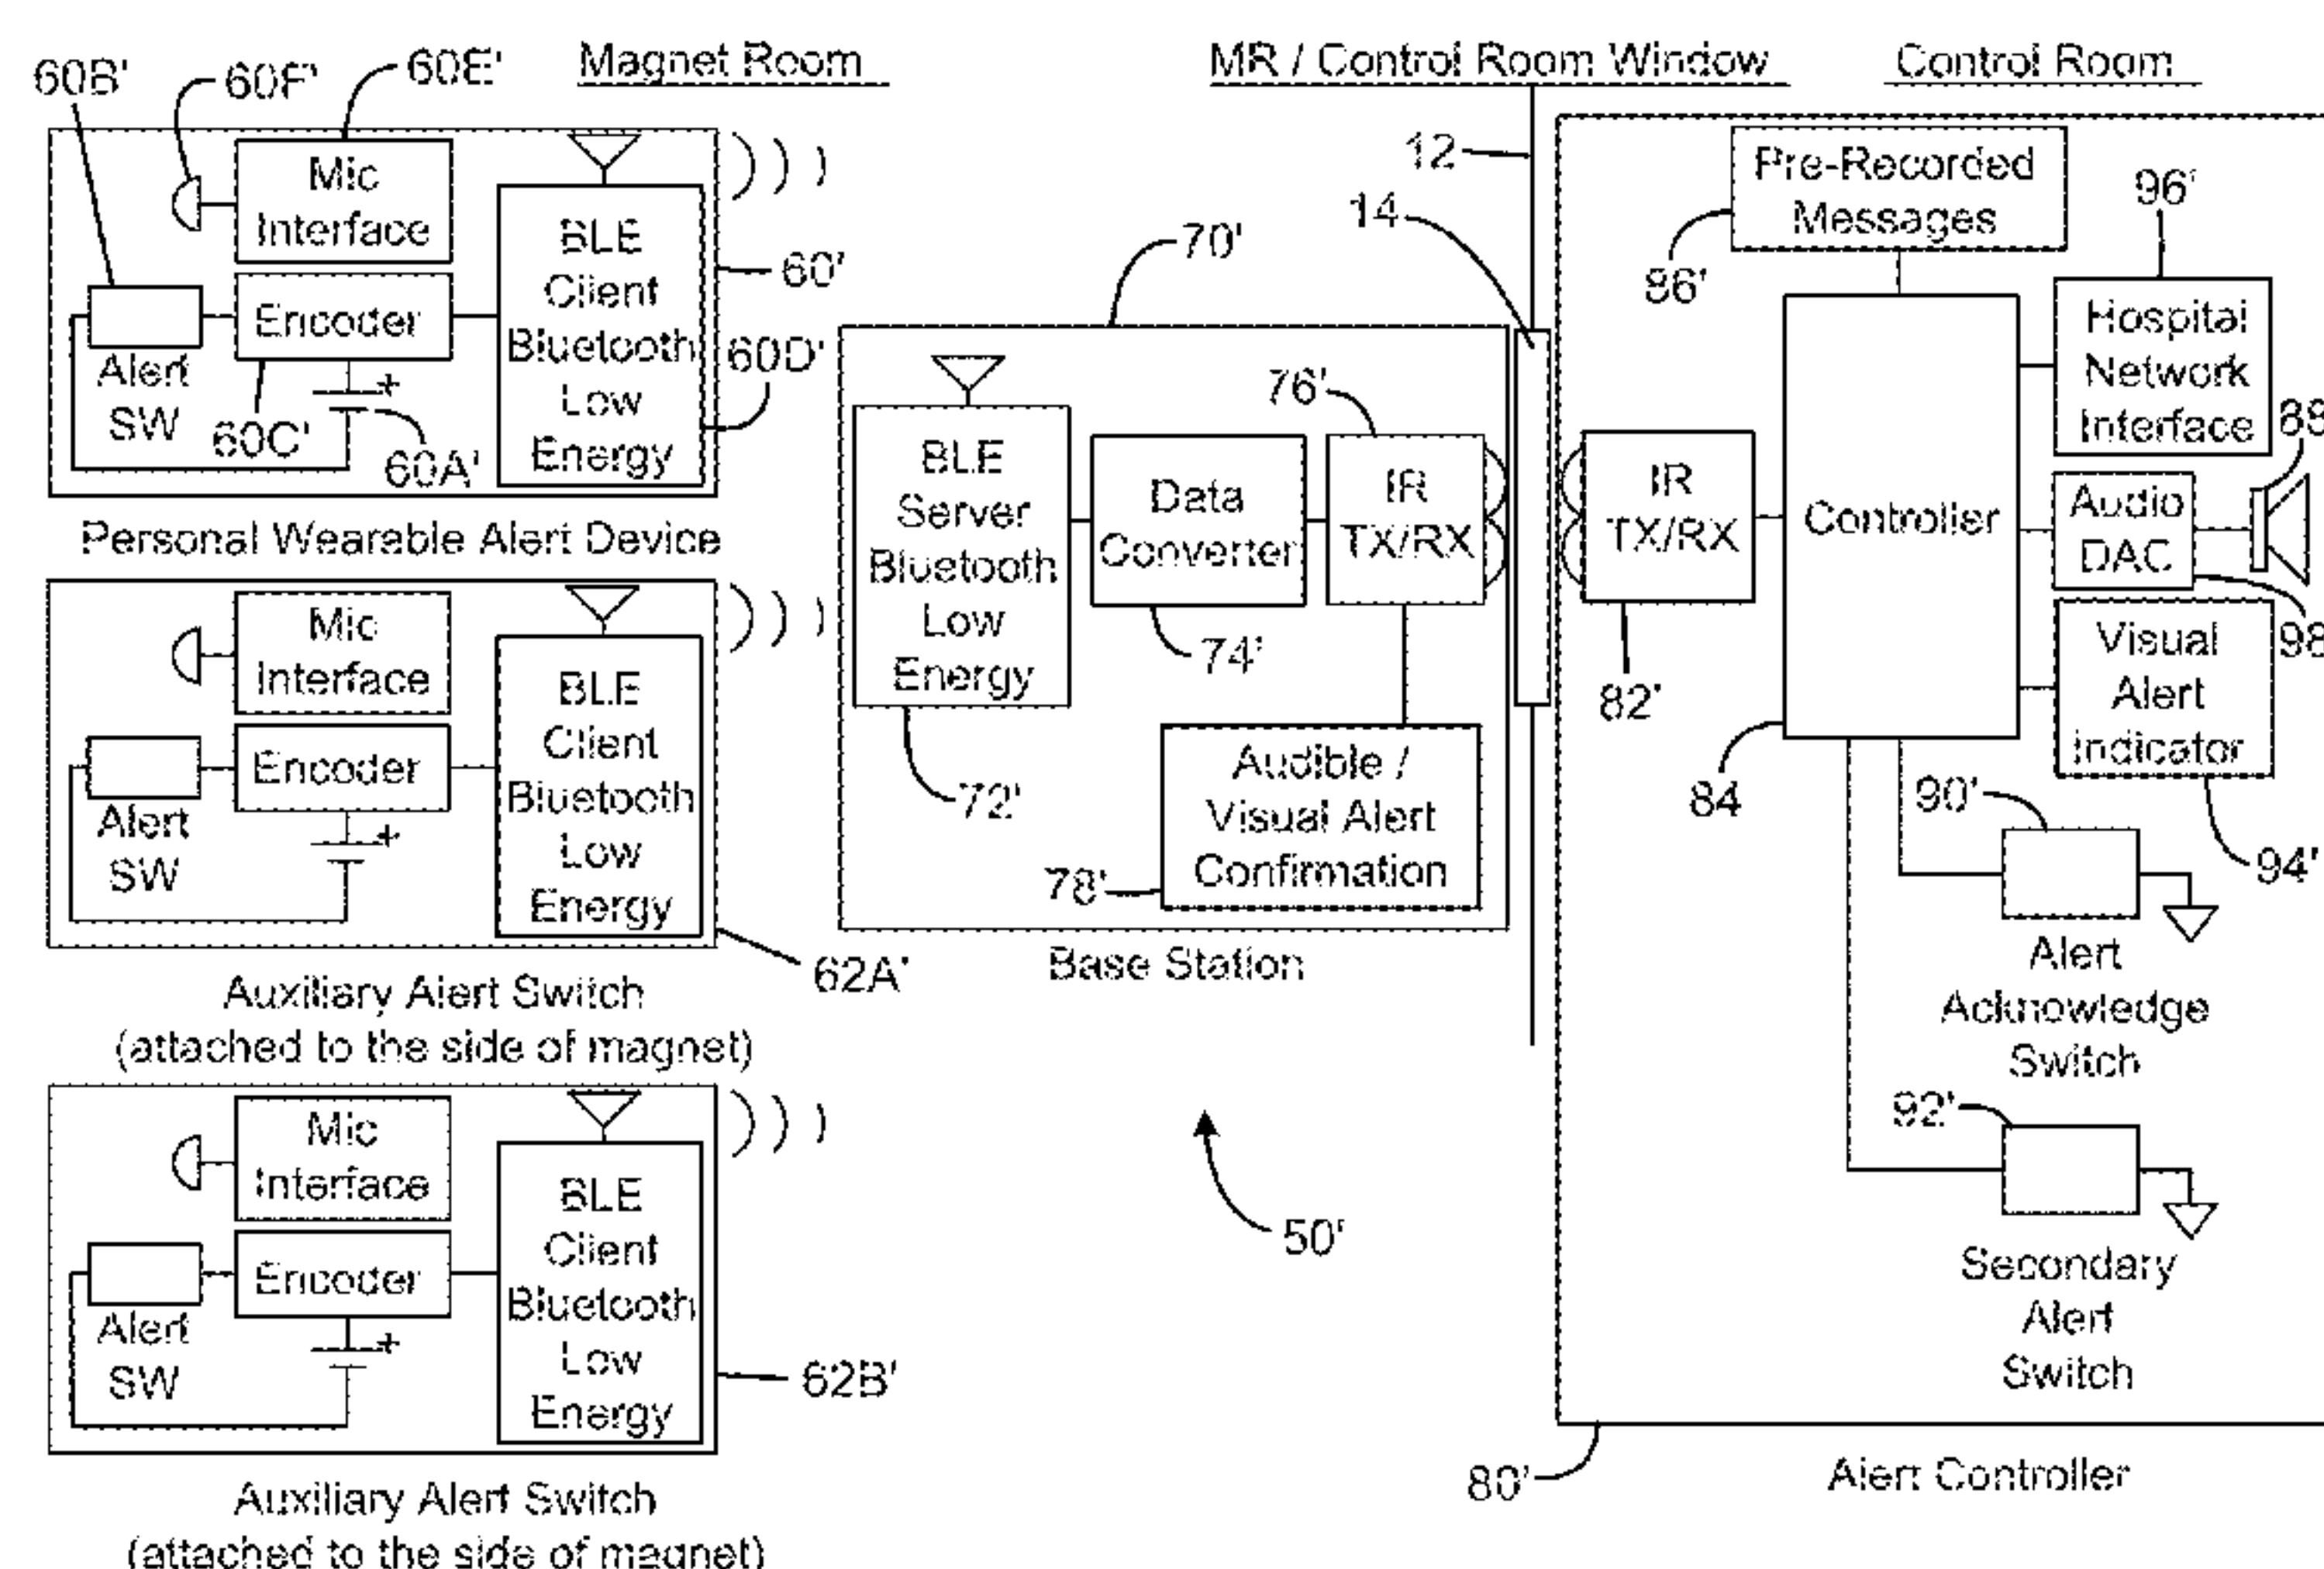 Magnet Room
MR / Control Room Window
Control Room
60B'
60F'
60E'
Mic
Interface
Encoder
Alert
SW
60C'
60A'
BLE
Client
Bluetooth
Low
Energy
60'
60D'
Personal Wearable Alert Device
Mic
Interface
Encoder
Alert
SW
BLE
Client
Bluetooth
Low
Energy
62A'
Auxiliary Alert Switch
(attached to the side of magnet)
Mic
Interface
Encoder
Alert
SW
BLE
Client
Bluetooth
Low
Energy
62B'
Auxiliary Alert Switch
(attached to the side of magnet)
70'
BLE
Server
Bluetooth
Low
Energy
72'
Data
Converter
74'
76'
IR
TX/RX
Audible /
Visual Alert
Confirmation
78'
Base Station
50'
12
14
IR
TX/RX
82'
Pre-Recorded
Messages
86'
Controller
84
96'
Hospital
Network
Interface
88
Audio
DAC
98
Visual
Alert
Indicator
94'
90'
Alert
Acknowledge
Switch
92'
Secondary
Alert
Switch
80'
Alert Controller